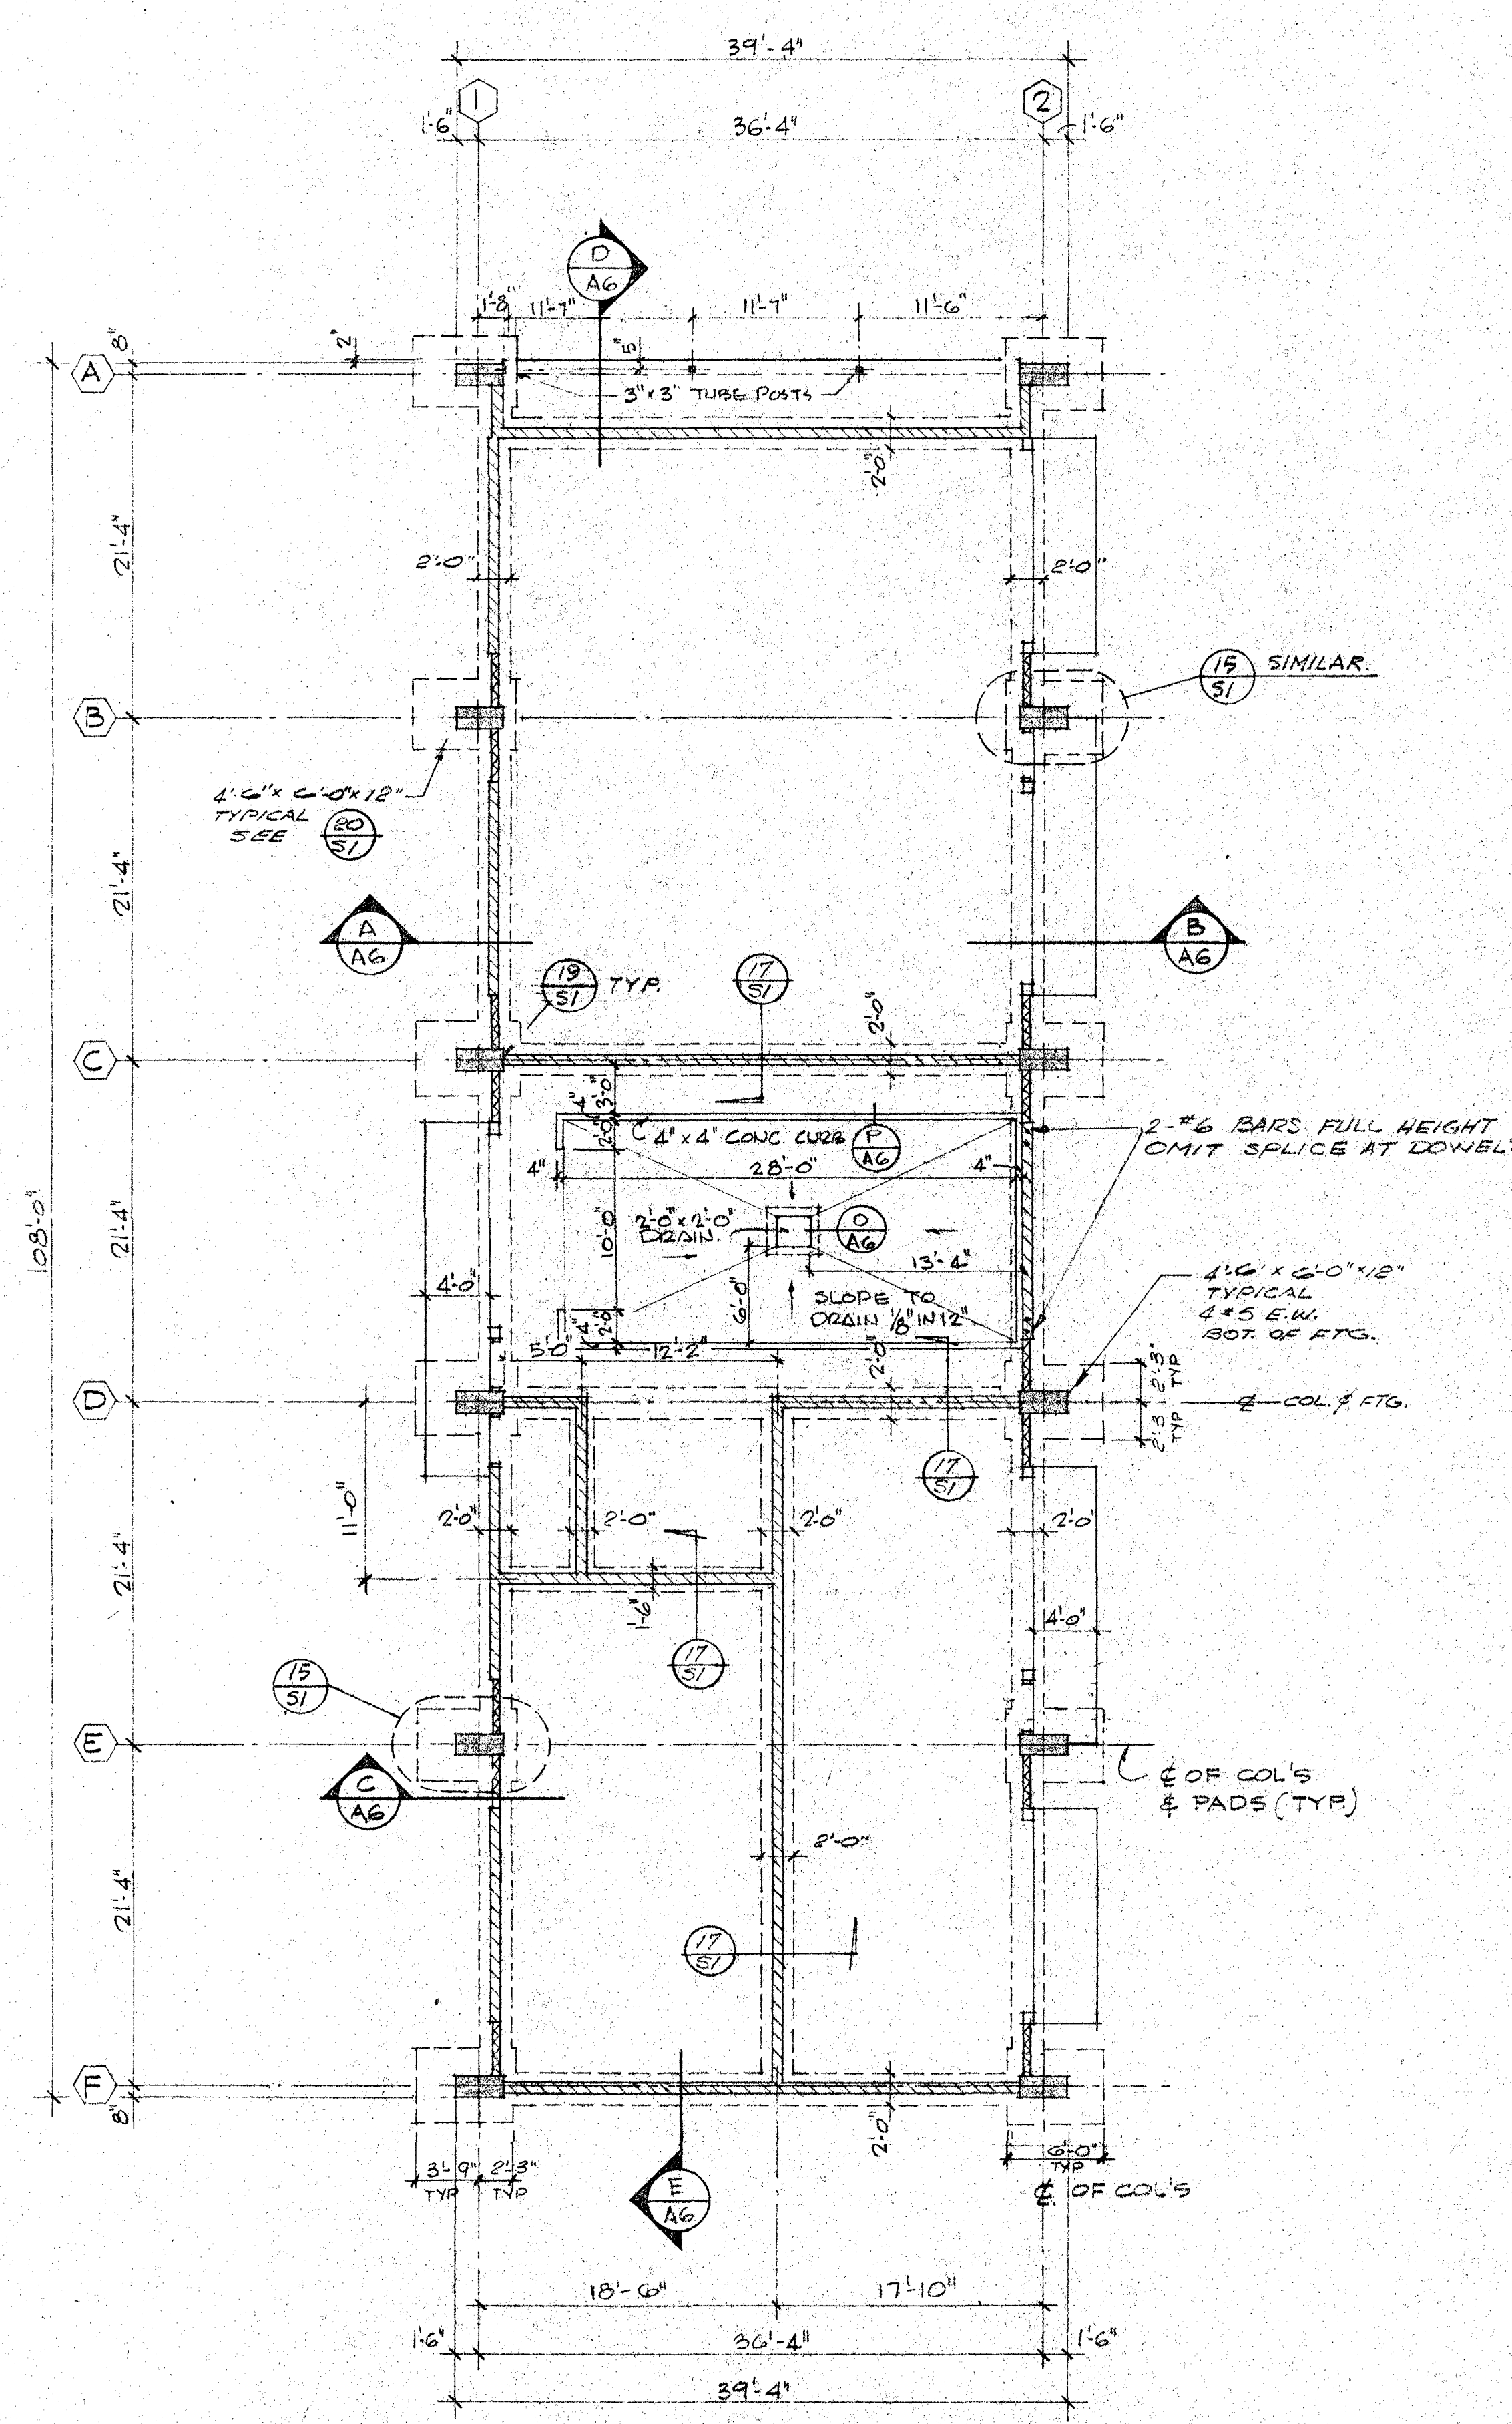 39'-4"
1
2
1'-6"
36'-4"
1'-6"
D
A6
1'-8"
11'-7"
11'-7"
11'-6"
8"
2"
5"
A
3"x3" TUBE POSTS
2'-0"
21'-4"
2'-0"
2'-0"
15
S1
SIMILAR.
B
4'-6"x 6'-0"x 12"
TYPICAL
SEE
20
S1
21'-4"
A
A6
B
A6
19
S1
TYP.
17
S1
2'-0"
C
4"
3'-0"
2'-0"
4"x4" CONC. CURB
P
A6
2-#6 BARS FULL HEIGHT
OMIT SPLICE AT DOWEL
4"
28'-0"
4"
108'-0"
21'-4"
10'-0"
2'-0"x2'-0"
DRAIN.
O
A6
13'-4"
4'-0"
6'-0"
SLOPE TO
DRAIN 1/8" IN 12"
4'-6"x 6'-0"x12"
TYPICAL
4#5 E.W.
BOT. OF FTG.
4"
2'-0"
5'-0"
12'-2"
2'-0"
2'-3"
TYP
D
℄ COL. ₵ FTG.
2'-3
TYP
17
S1
11'-0"
2'-0"
2'-0"
2'-0"
2'-0"
21'-4"
1'-6"
4'-0"
17
S1
15
S1
E
℄ OF COL'S
& PADS (TYP.)
C
A6
2'-0"
21'-4"
17
S1
F
8"
2'-0"
3'-9"
TYP
2'-3"
TYP
6'-0"
TYP
℄ OF COL'S
E
A6
18'-6"
17'-10"
1'-6"
36'-4"
1'-6"
39'-4"